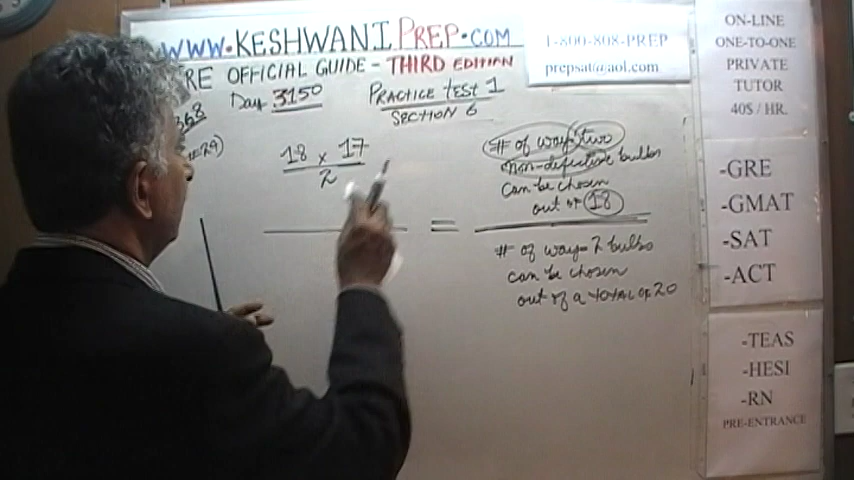 WWW.KESHWANIPREP.COM
RE OFFICIAL GUIDE - THIRD EDITION
Day 3150
PRACTICE TEST 1
SECTION 6
368
18 x 17
2
=
# of ways two
non-defective bulbs
can be chosen
out of 18
# of ways 2 bulbs
can be chosen
out of a TOTAL of 20
1-800-808-PREP
prepsat@aol.com
ON-LINE
ONE-TO-ONE
PRIVATE
TUTOR
40$ / HR.
-GRE
-GMAT
-SAT
-ACT
-TEAS
-HESI
-RN
PRE-ENTRANCE